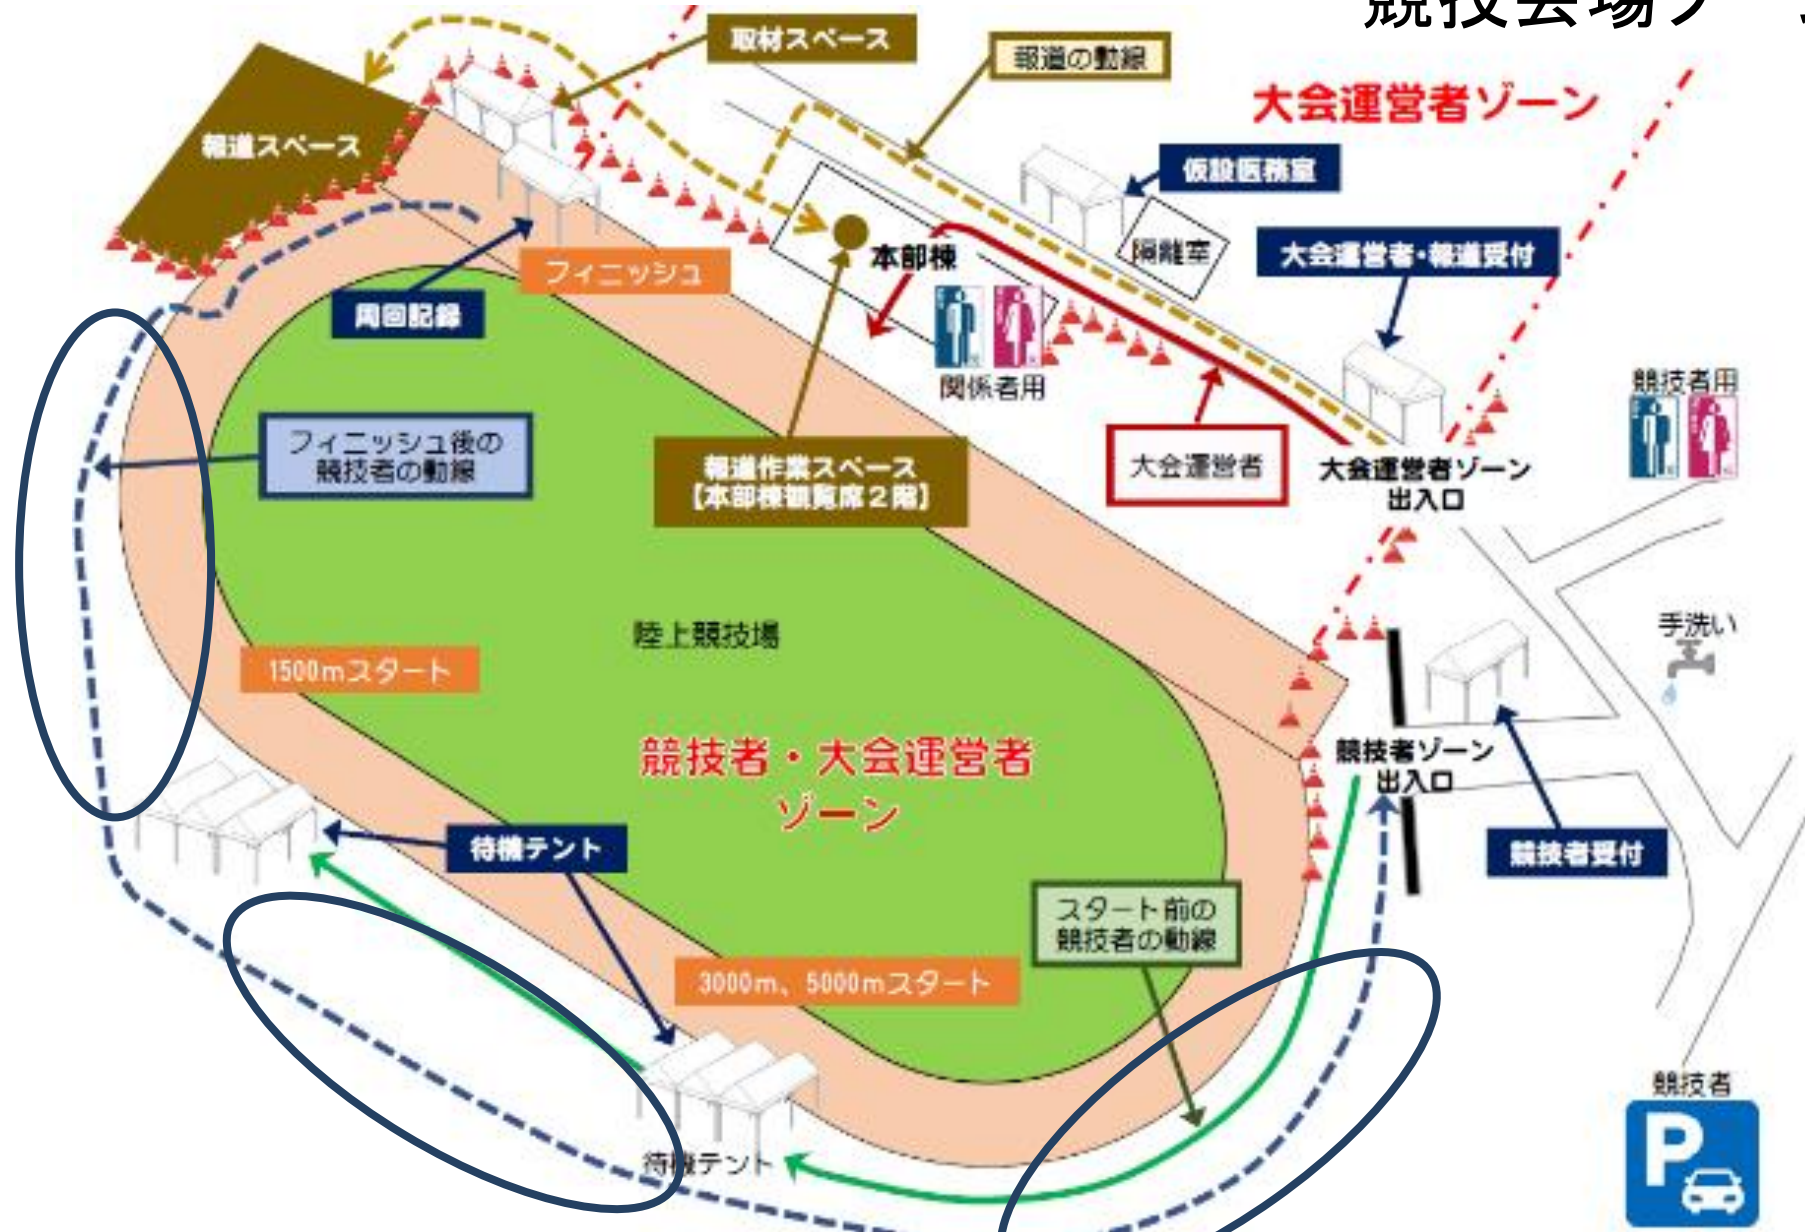 競技会場ゾーン
取材スペース
報道の動線
大会運営者ゾーン
報道スペース
仮設医務室
隔離室
大会運営者・報道受付
本部棟
フィニッシュ
周回記録
関係者用
競技者用
フィニッシュ後の
競技者の動線
報道作業スペース
【本部棟観覧席２階】
大会運営者
大会運営者ゾーン
出入口
陸上競技場
手洗い
1500mスタート
競技者・大会運営者
ゾーン
競技者ゾーン
出入口
待機テント
競技者受付
スタート前の
競技者の動線
3000m、5000mスタート
競技者
P
待機テント